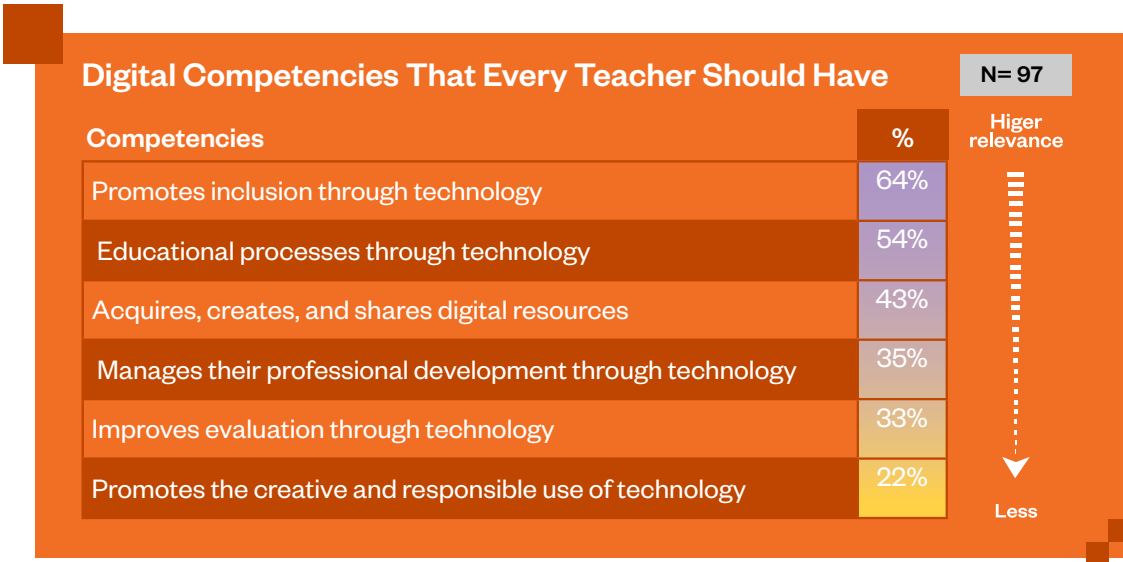 Digital Competencies That Every Teacher Should Have
N= 97
Competencies
%
Higer
relevance
Promotes inclusion through technology
64%
Educational processes through technology
54%
Acquires, creates, and shares digital resources
43%
Manages their professional development through technology
35%
Improves evaluation through technology
33%
Promotes the creative and responsible use of technology
22%
Less